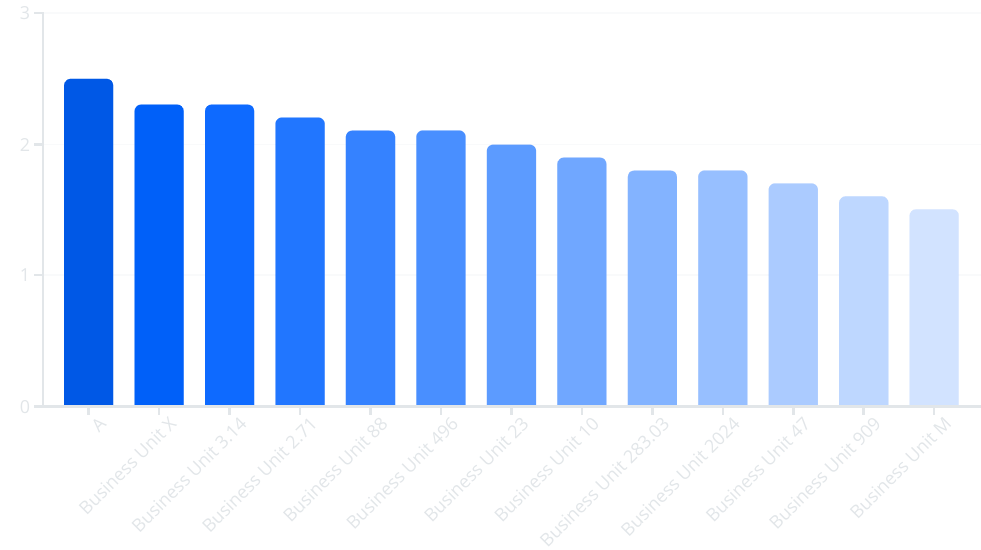 3
2
1
0
A
Business Unit X
Business Unit 3.14
Business Unit 2.71
Business Unit 88
Business Unit 496
Business Unit 23
Business Unit 10
Business Unit 283.03
Business Unit 2024
Business Unit 47
Business Unit 909
Business Unit M